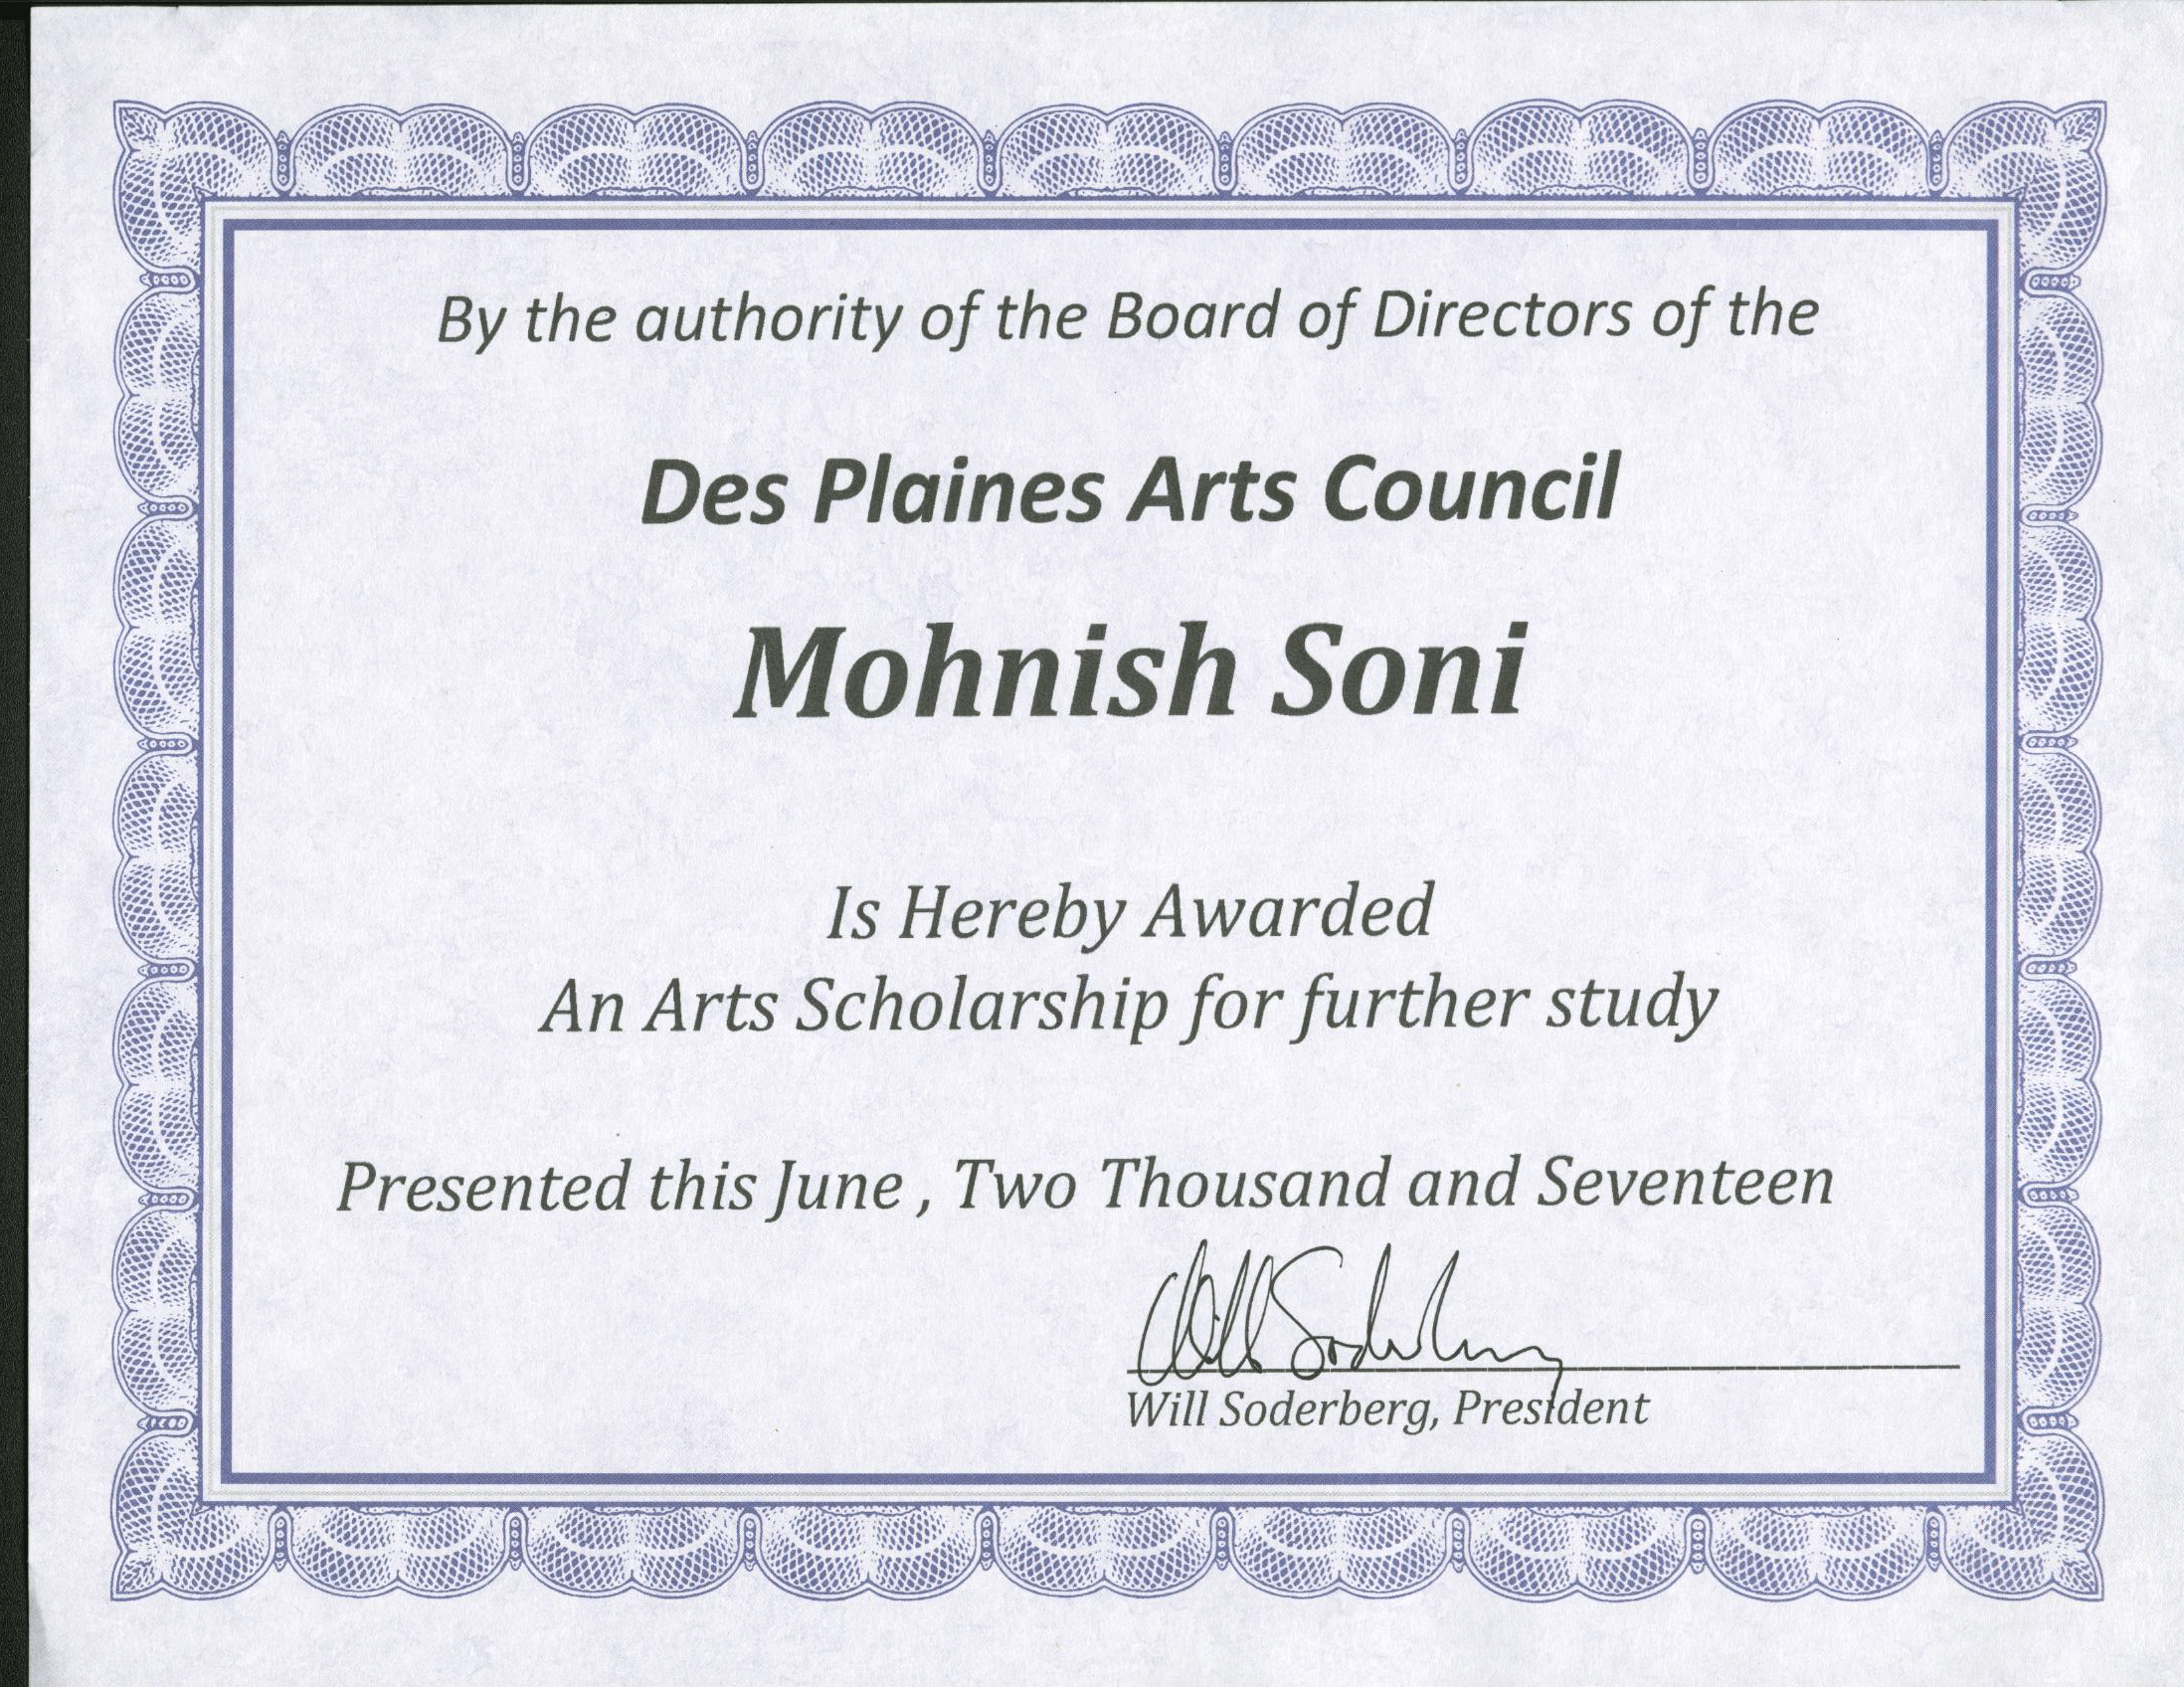 By the authority of the Board of Directors of the
Des Plaines Arts Council
Mohnish Soni
Is Hereby Awarded
An Arts Scholarship for further study
Presented this June , Two Thousand and Seventeen
Will Soderberg
Will Soderberg, President